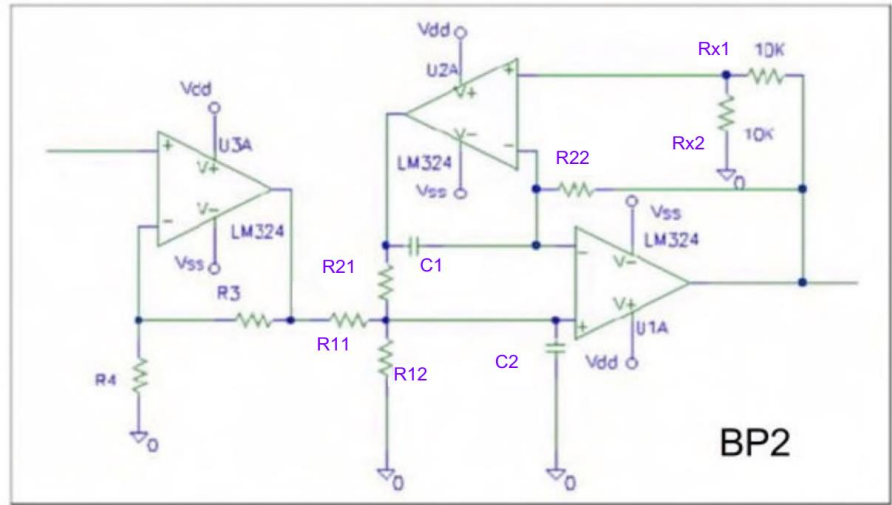 Vdd
U2A
V+
V-
LM324
Vss
Rx1
10K
Rx2
10K
0
Vdd
U3A
+
V+
-
V-
LM324
Vss
R3
R4
0
+
-
R22
Vss
LM324
-
V-
V+
+
U1A
Vdd
R21
C1
R11
R12
C2
0
0
BP2